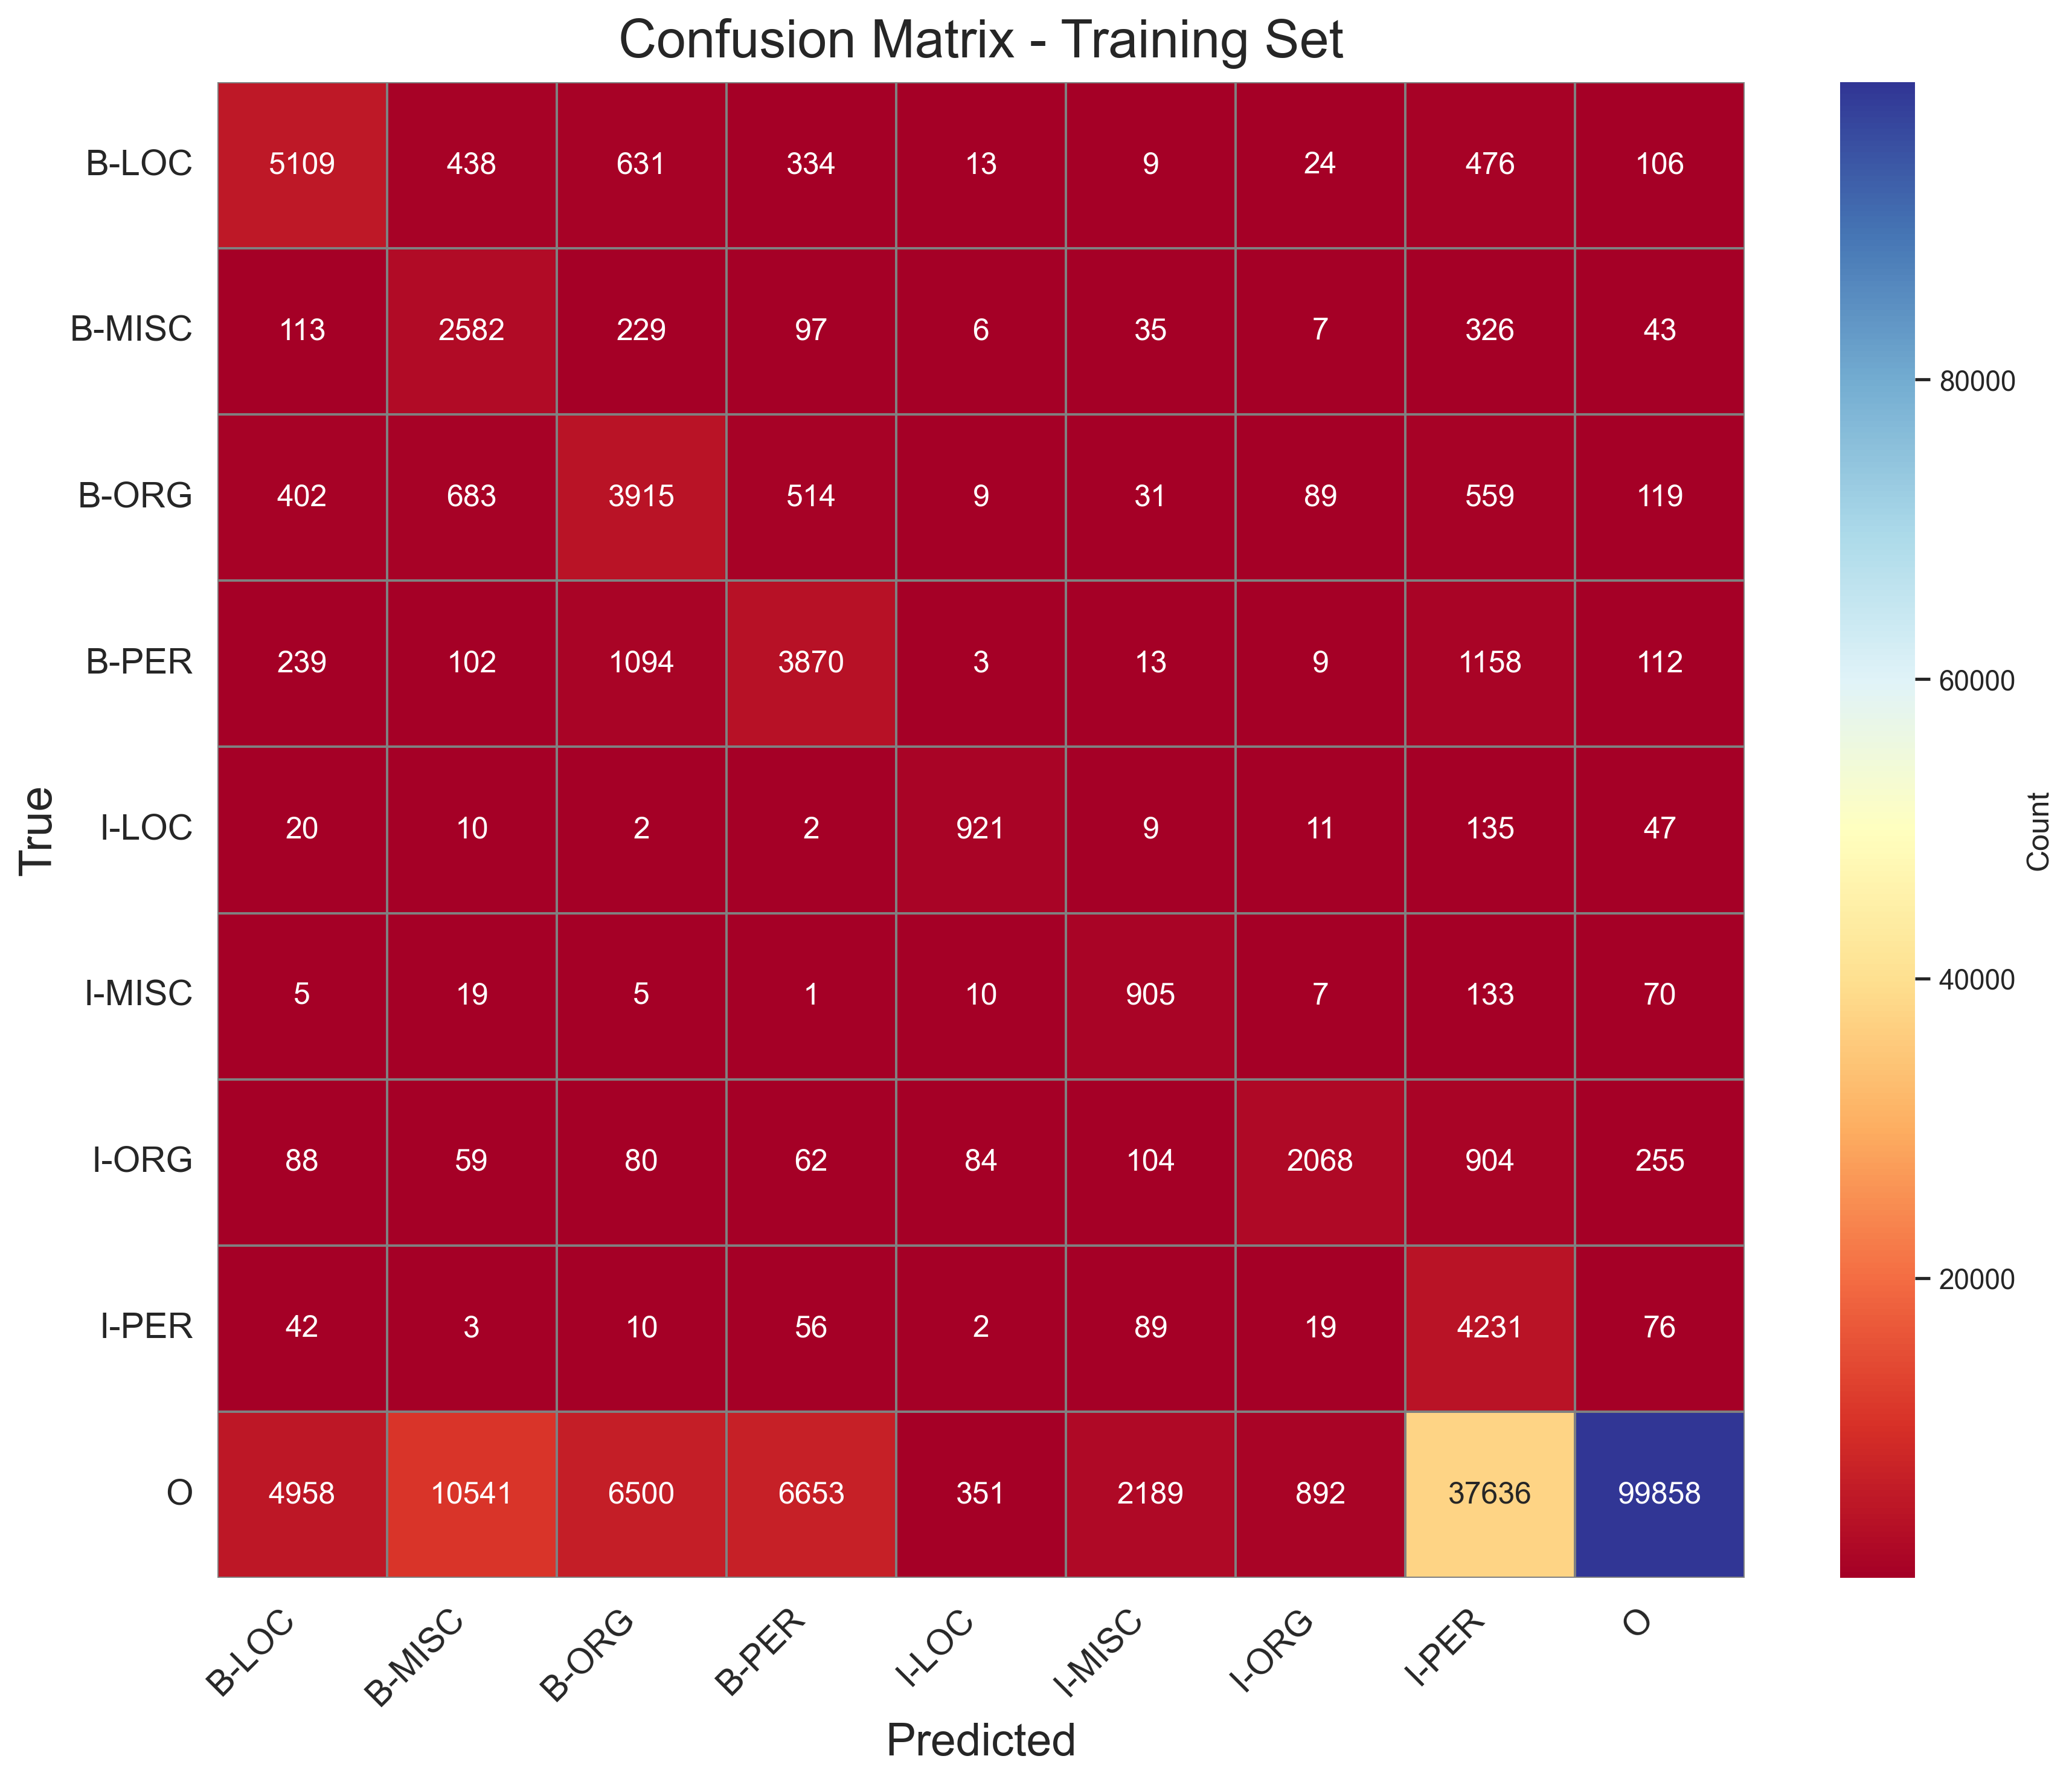 Confusion Matrix - Training Set
B-LOC 5109 438 631 334 13 9 24 476 106
B-MISC 113 2582 229 97 6 35 7 326 43
B-ORG 402 683 3915 514 9 31 89 559 119
B-PER 239 102 1094 3870 3 13 9 1158 112
I-LOC 20 10 2 2 921 9 11 135 47
I-MISC 5 19 5 1 10 905 7 133 70
I-ORG 88 59 80 62 84 104 2068 904 255
I-PER 42 3 10 56 2 89 19 4231 76
O 4958 10541 6500 6653 351 2189 892 37636 99858
B-LOC B-MISC B-ORG B-PER I-LOC I-MISC I-ORG I-PER O
Predicted
True
80000
60000
40000
20000
Count